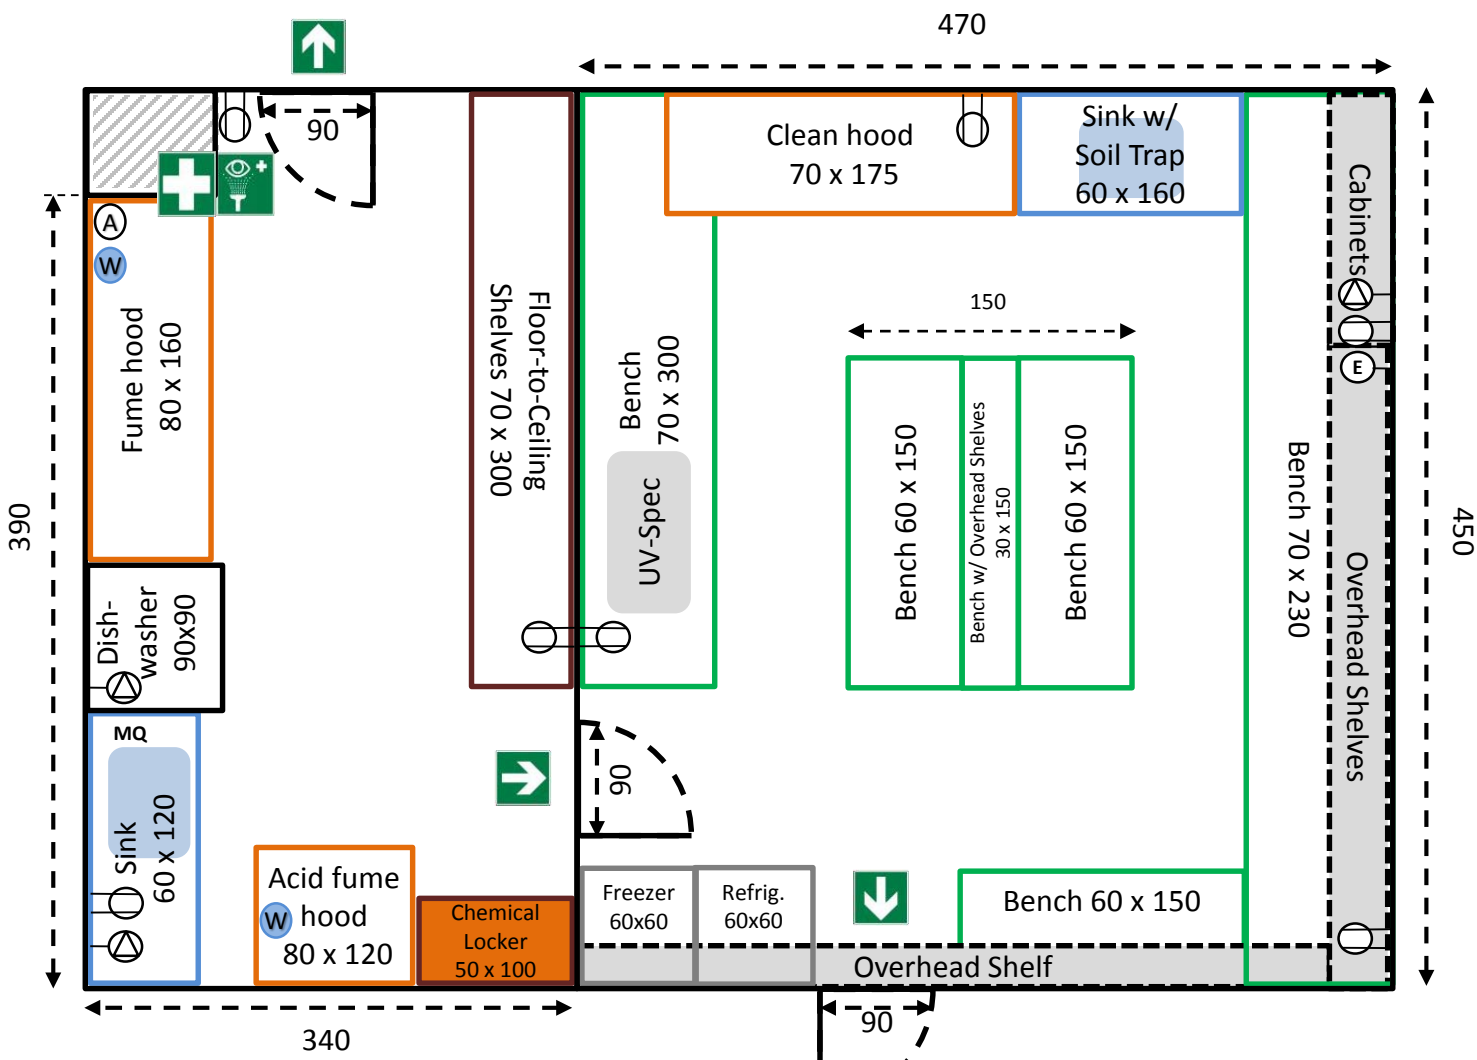 470
90
Clean hood
70 x 175
Sink w/
Soil Trap
60 x 160
Cabinets
A
W
Fume hood
80 x 160
Floor-to-Ceiling
Shelves 70 x 300
Bench
70 x 300
UV-Spec
150
Bench 60 x 150
Bench w/ Overhead Shelves
30 x 150
Bench 60 x 150
E
Bench 70 x 230
Overhead Shelves
390
450
Dish-
washer
90x90
MQ
Sink
60 x 120
90
Acid fume
W hood
80 x 120
Chemical
Locker
50 x 100
Freezer
60x60
Refrig.
60x60
Bench 60 x 150
Overhead Shelf
340
90